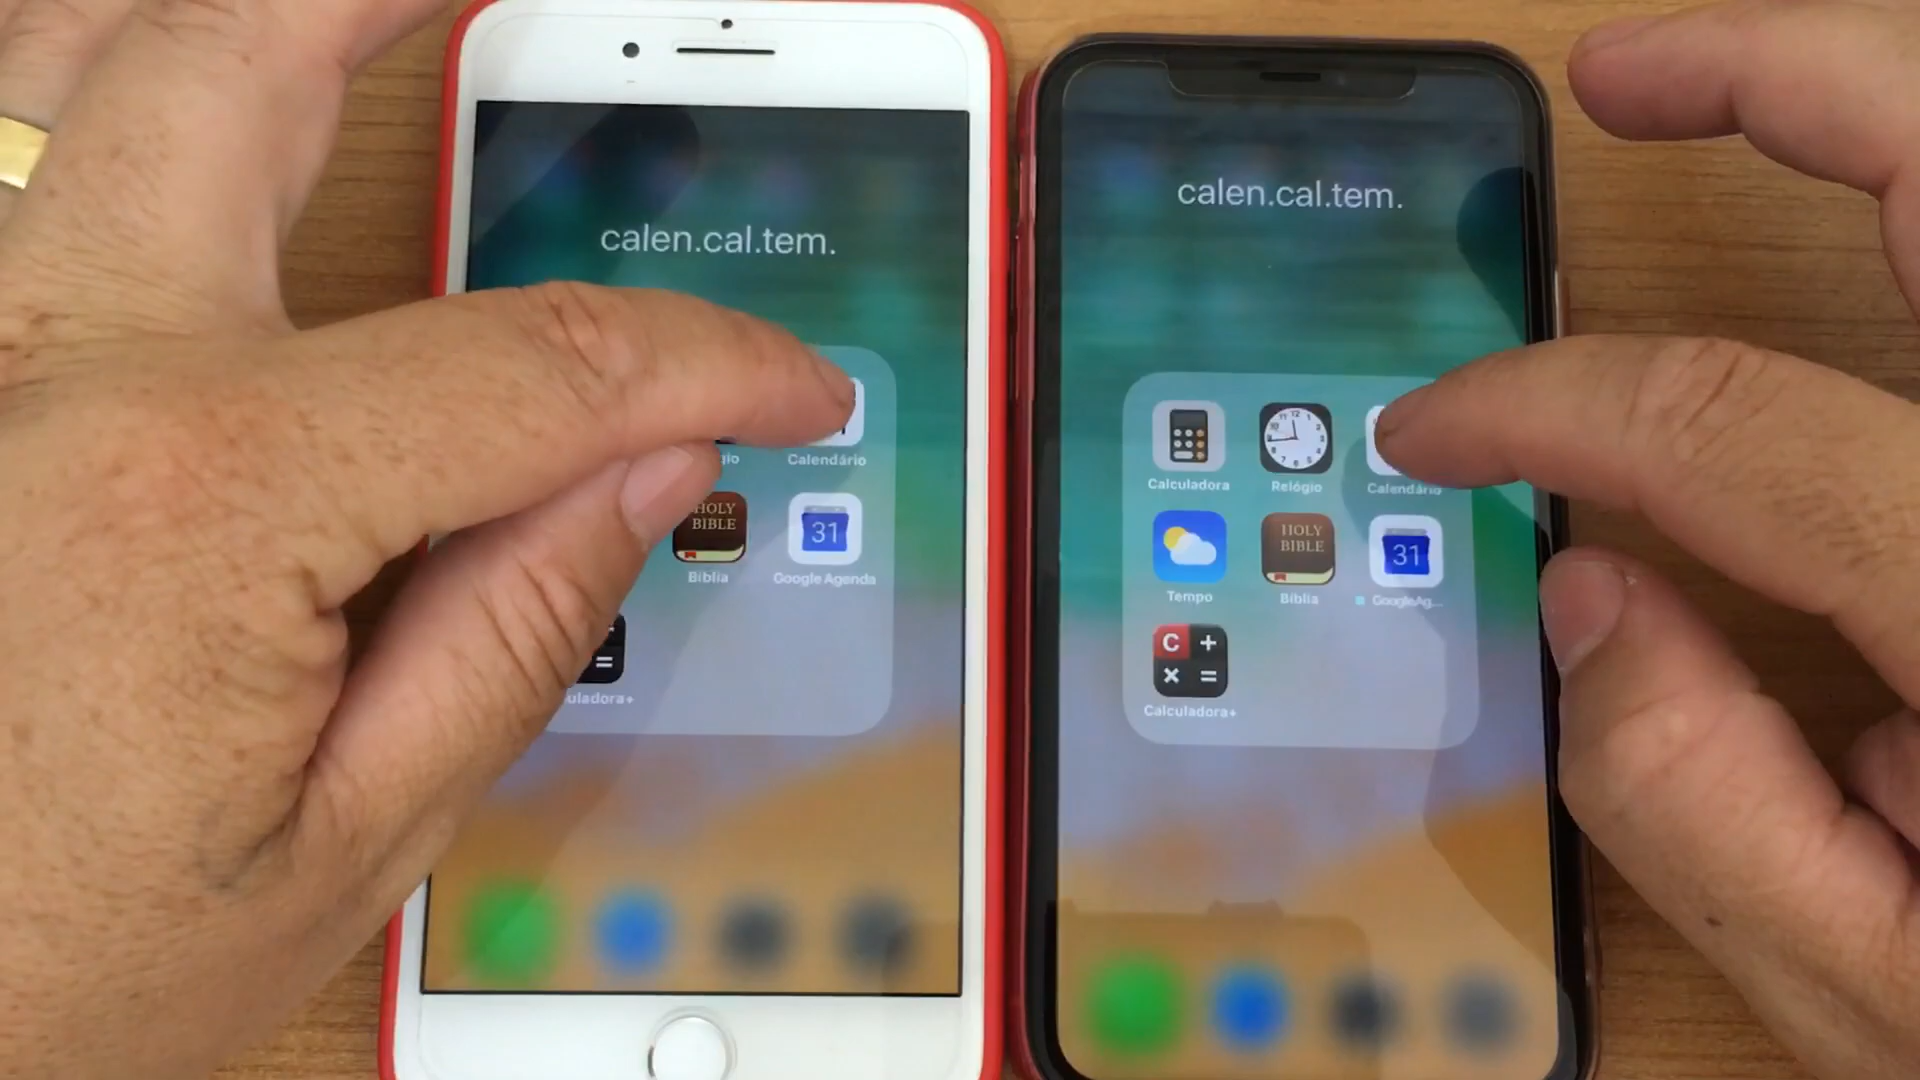 calen.cal.tem.
Calendário
HOLY
BIBLE
31
Bíblia
Google Agenda
=
calen.cal.tem.
Calculadora
Relógio
Calendário
HOLY
BIBLE
31
Tempo
Bíblia
GoogleAg...
C +
× =
Calculadora+